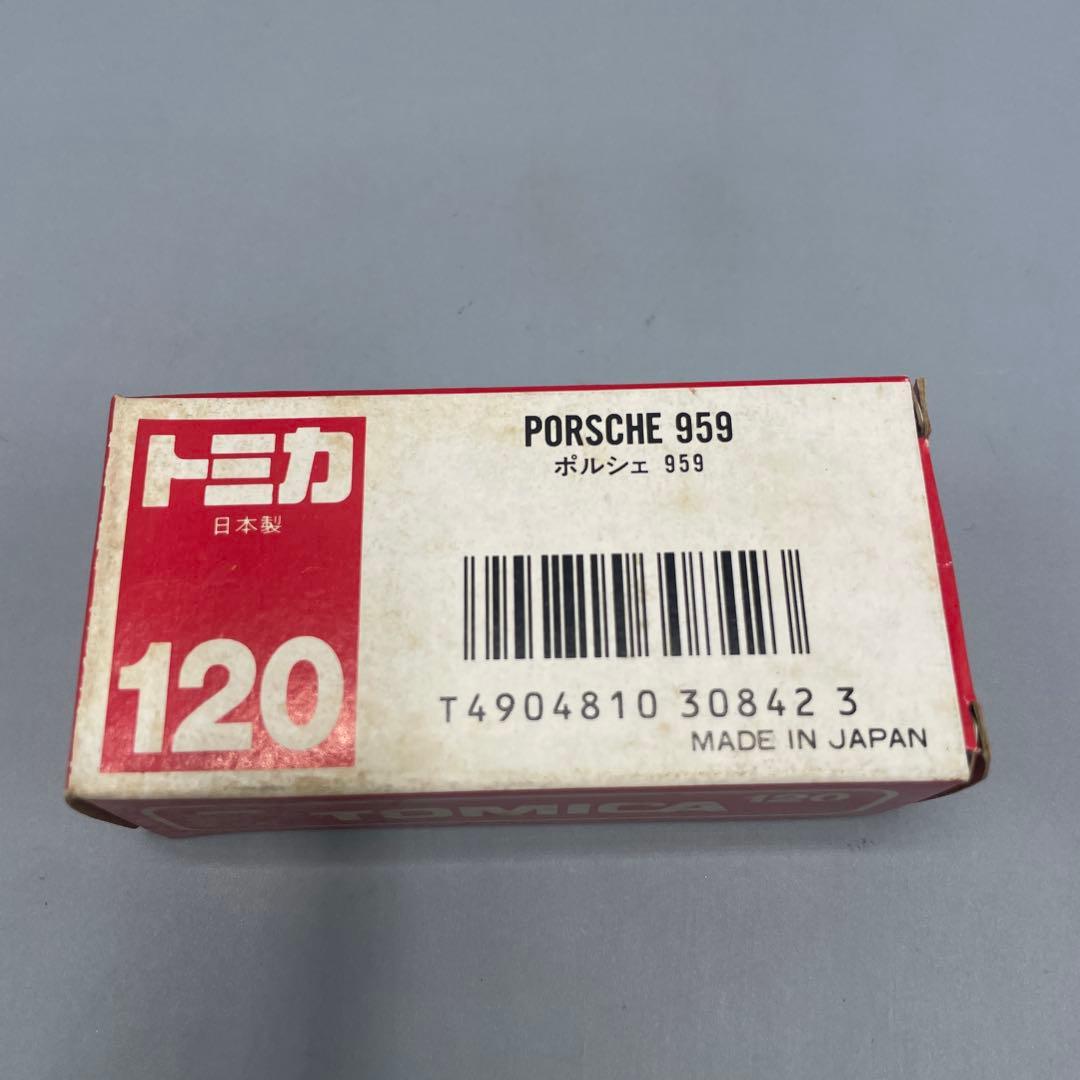 トミカ
日本製
120
PORSCHE 959
ポルシェ 959
T4904810 30842 3
MADE IN JAPAN
TOMICA 120